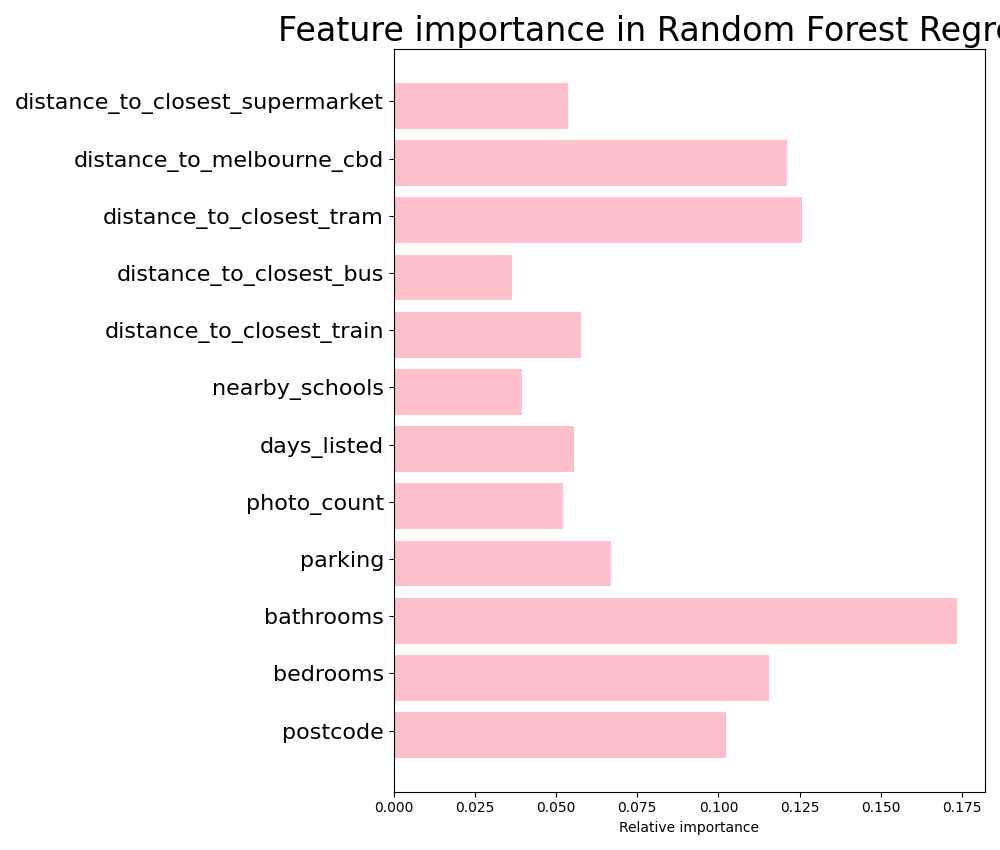 Feature importance in Random Forest Regre
distance_to_closest_supermarket
distance_to_melbourne_cbd
distance_to_closest_tram
distance_to_closest_bus
distance_to_closest_train
nearby_schools
days_listed
photo_count
parking
bathrooms
bedrooms
postcode
0.000 0.025 0.050 0.075 0.100 0.125 0.150 0.175
Relative importance